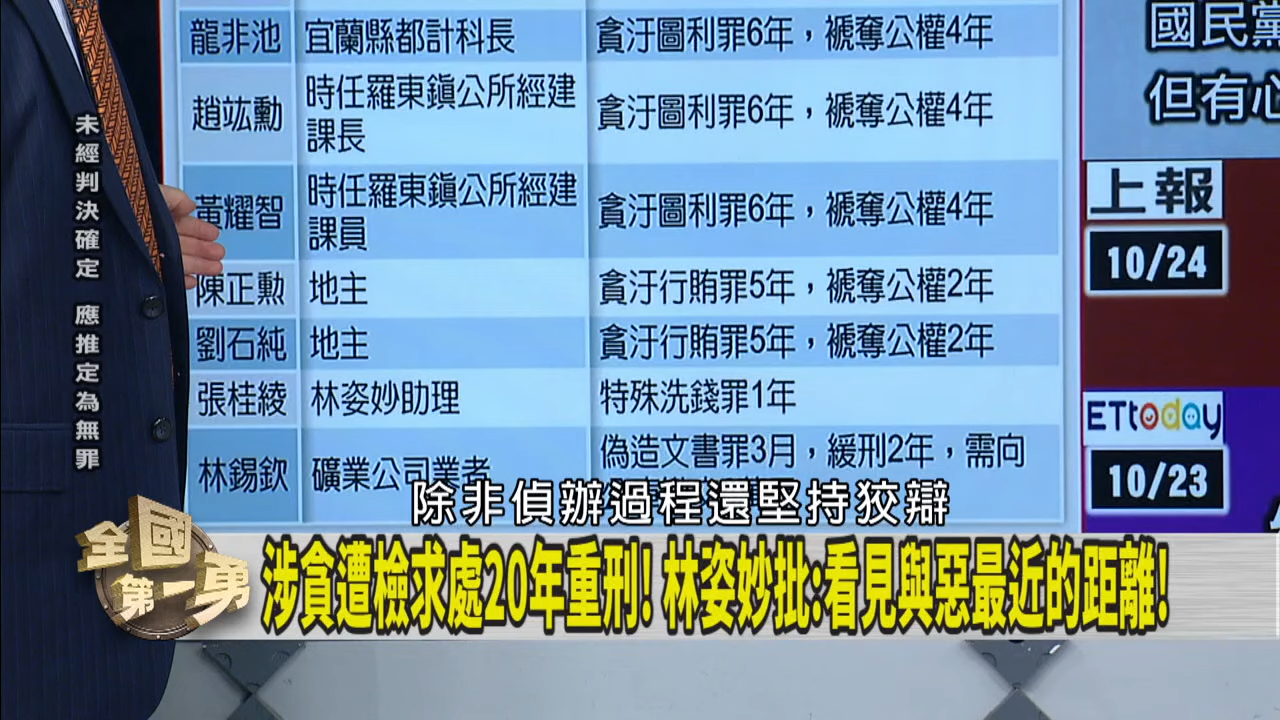 龍非池 宜蘭縣都計科長 貪汙圖利罪6年，褫奪公權4年
趙竑勳 時任羅東鎮公所經建課長 貪汙圖利罪6年，褫奪公權4年
黃耀智 時任羅東鎮公所經建課員 貪汙圖利罪6年，褫奪公權4年
陳正勲 地主 貪汙行賄罪5年，褫奪公權2年
劉石純 地主 貪汙行賄罪5年，褫奪公權2年
張桂綾 林姿妙助理 特殊洗錢罪1年
林錫欽 礦業公司業者 偽造文書罪3月，緩刑2年，需向
國民黨
但有心
上報
10/24
ETtoday
10/23
未經判決確定 應推定為無罪
除非偵辦過程還堅持狡辯
全國第一勇
涉貪遭檢求處20年重刑! 林姿妙批:看見與惡最近的距離!